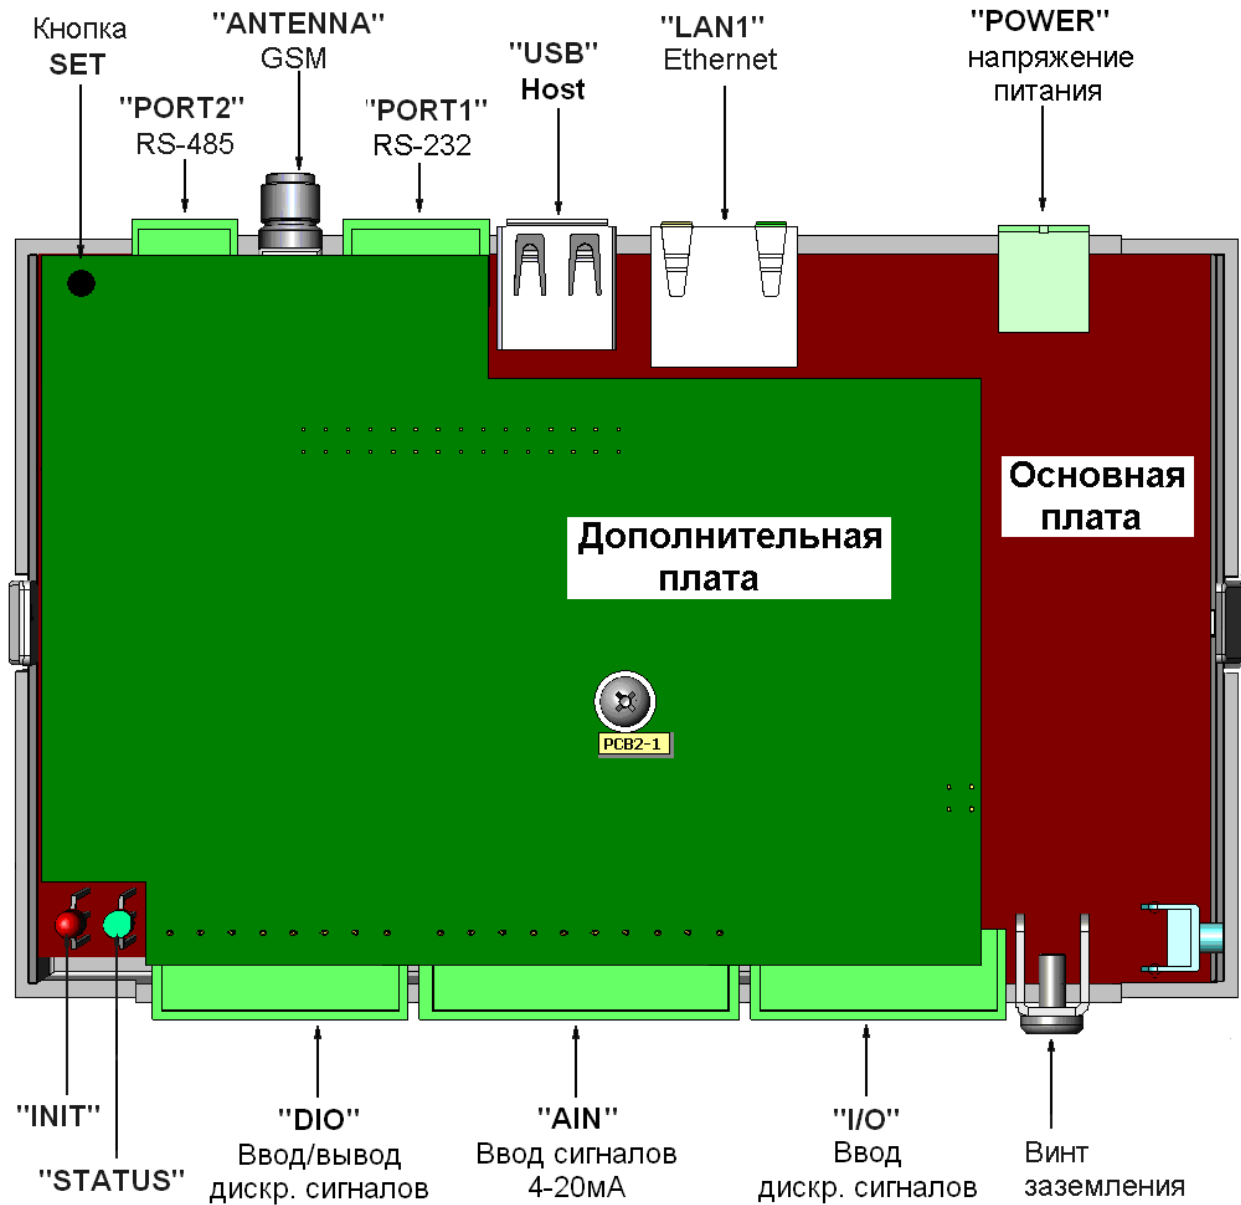 Кнопка
SET
"ANTENNA"
GSM
"PORT2"
RS-485
"PORT1"
RS-232
"USB"
Host
"LAN1"
Ethernet
"POWER"
напряжение
питания
Основная
плата
Дополнительная
плата
PCB2-1
"INIT"
"STATUS"
"DIO"
Ввод/вывод
дискр. сигналов
"AIN"
Ввод сигналов
4-20мА
"I/O"
Ввод
дискр. сигналов
Винт
заземления